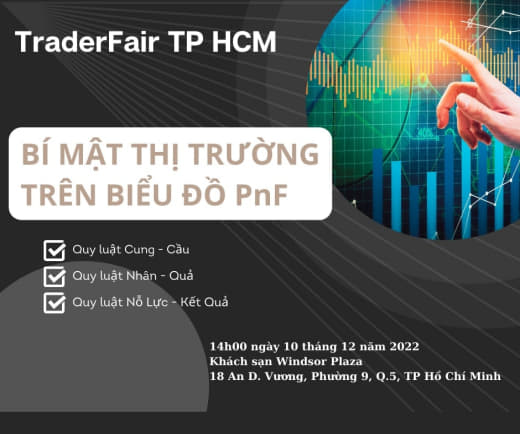 TraderFair TP HCM
40%
BÍ MẬT THỊ TRƯỜNG
TRÊN BIỂU ĐỒ PnF
Quy luật Cung - Cầu
Quy luật Nhân - Quả
Quy luật Nỗ Lực - Kết Quả
14h00 ngày 10 tháng 12 năm 2022
Khách sạn Windsor Plaza
18 An D. Vương, Phường 9, Q.5, TP Hồ Chí Minh